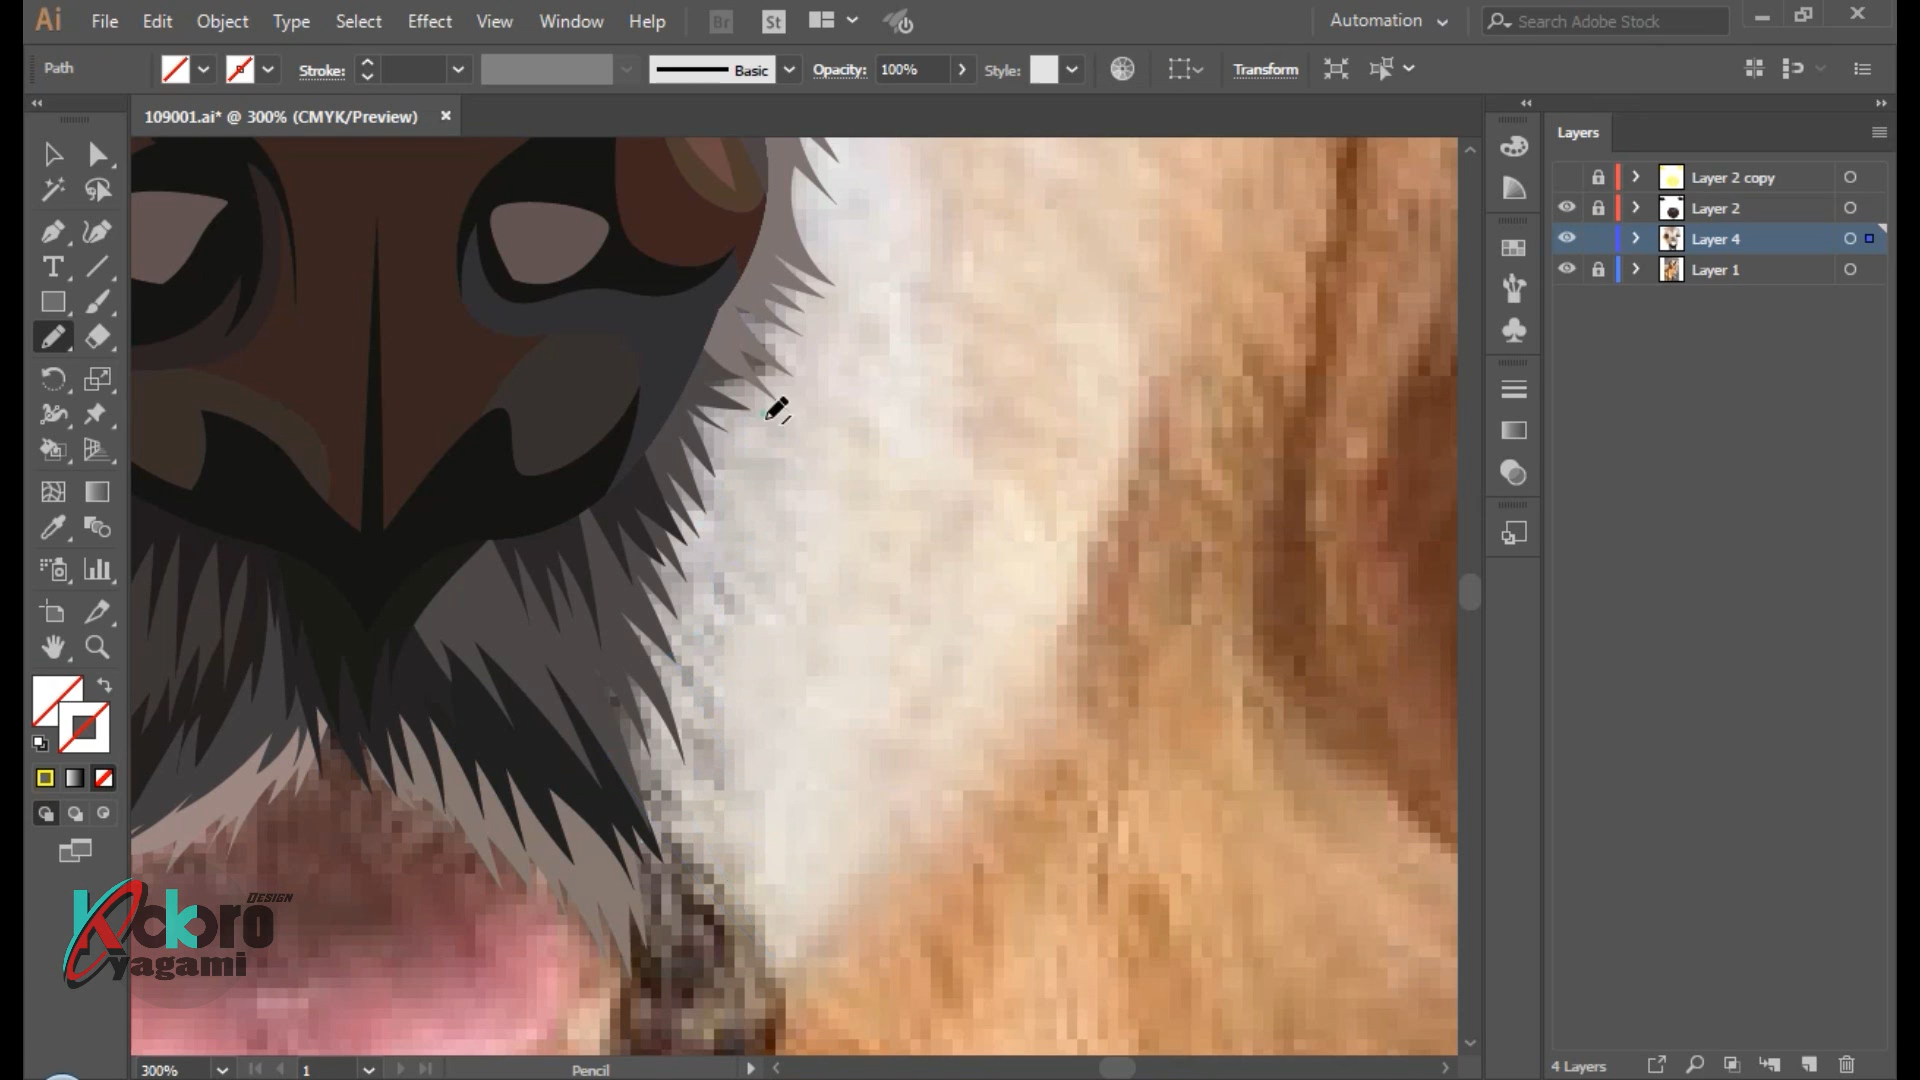 Ai File Edit Object Type Select Effect View Window Help Br St Automation Search Adobe Stock
Path Stroke: Basic Opacity: 100% Style: Transform
109001.ai* @ 300% (CMYK/Preview)
Layers
Layer 2 copy
Layer 2
Layer 4
Layer 1
Kokoro
DESIGN
yagami
300% 1 Pencil
4 Layers